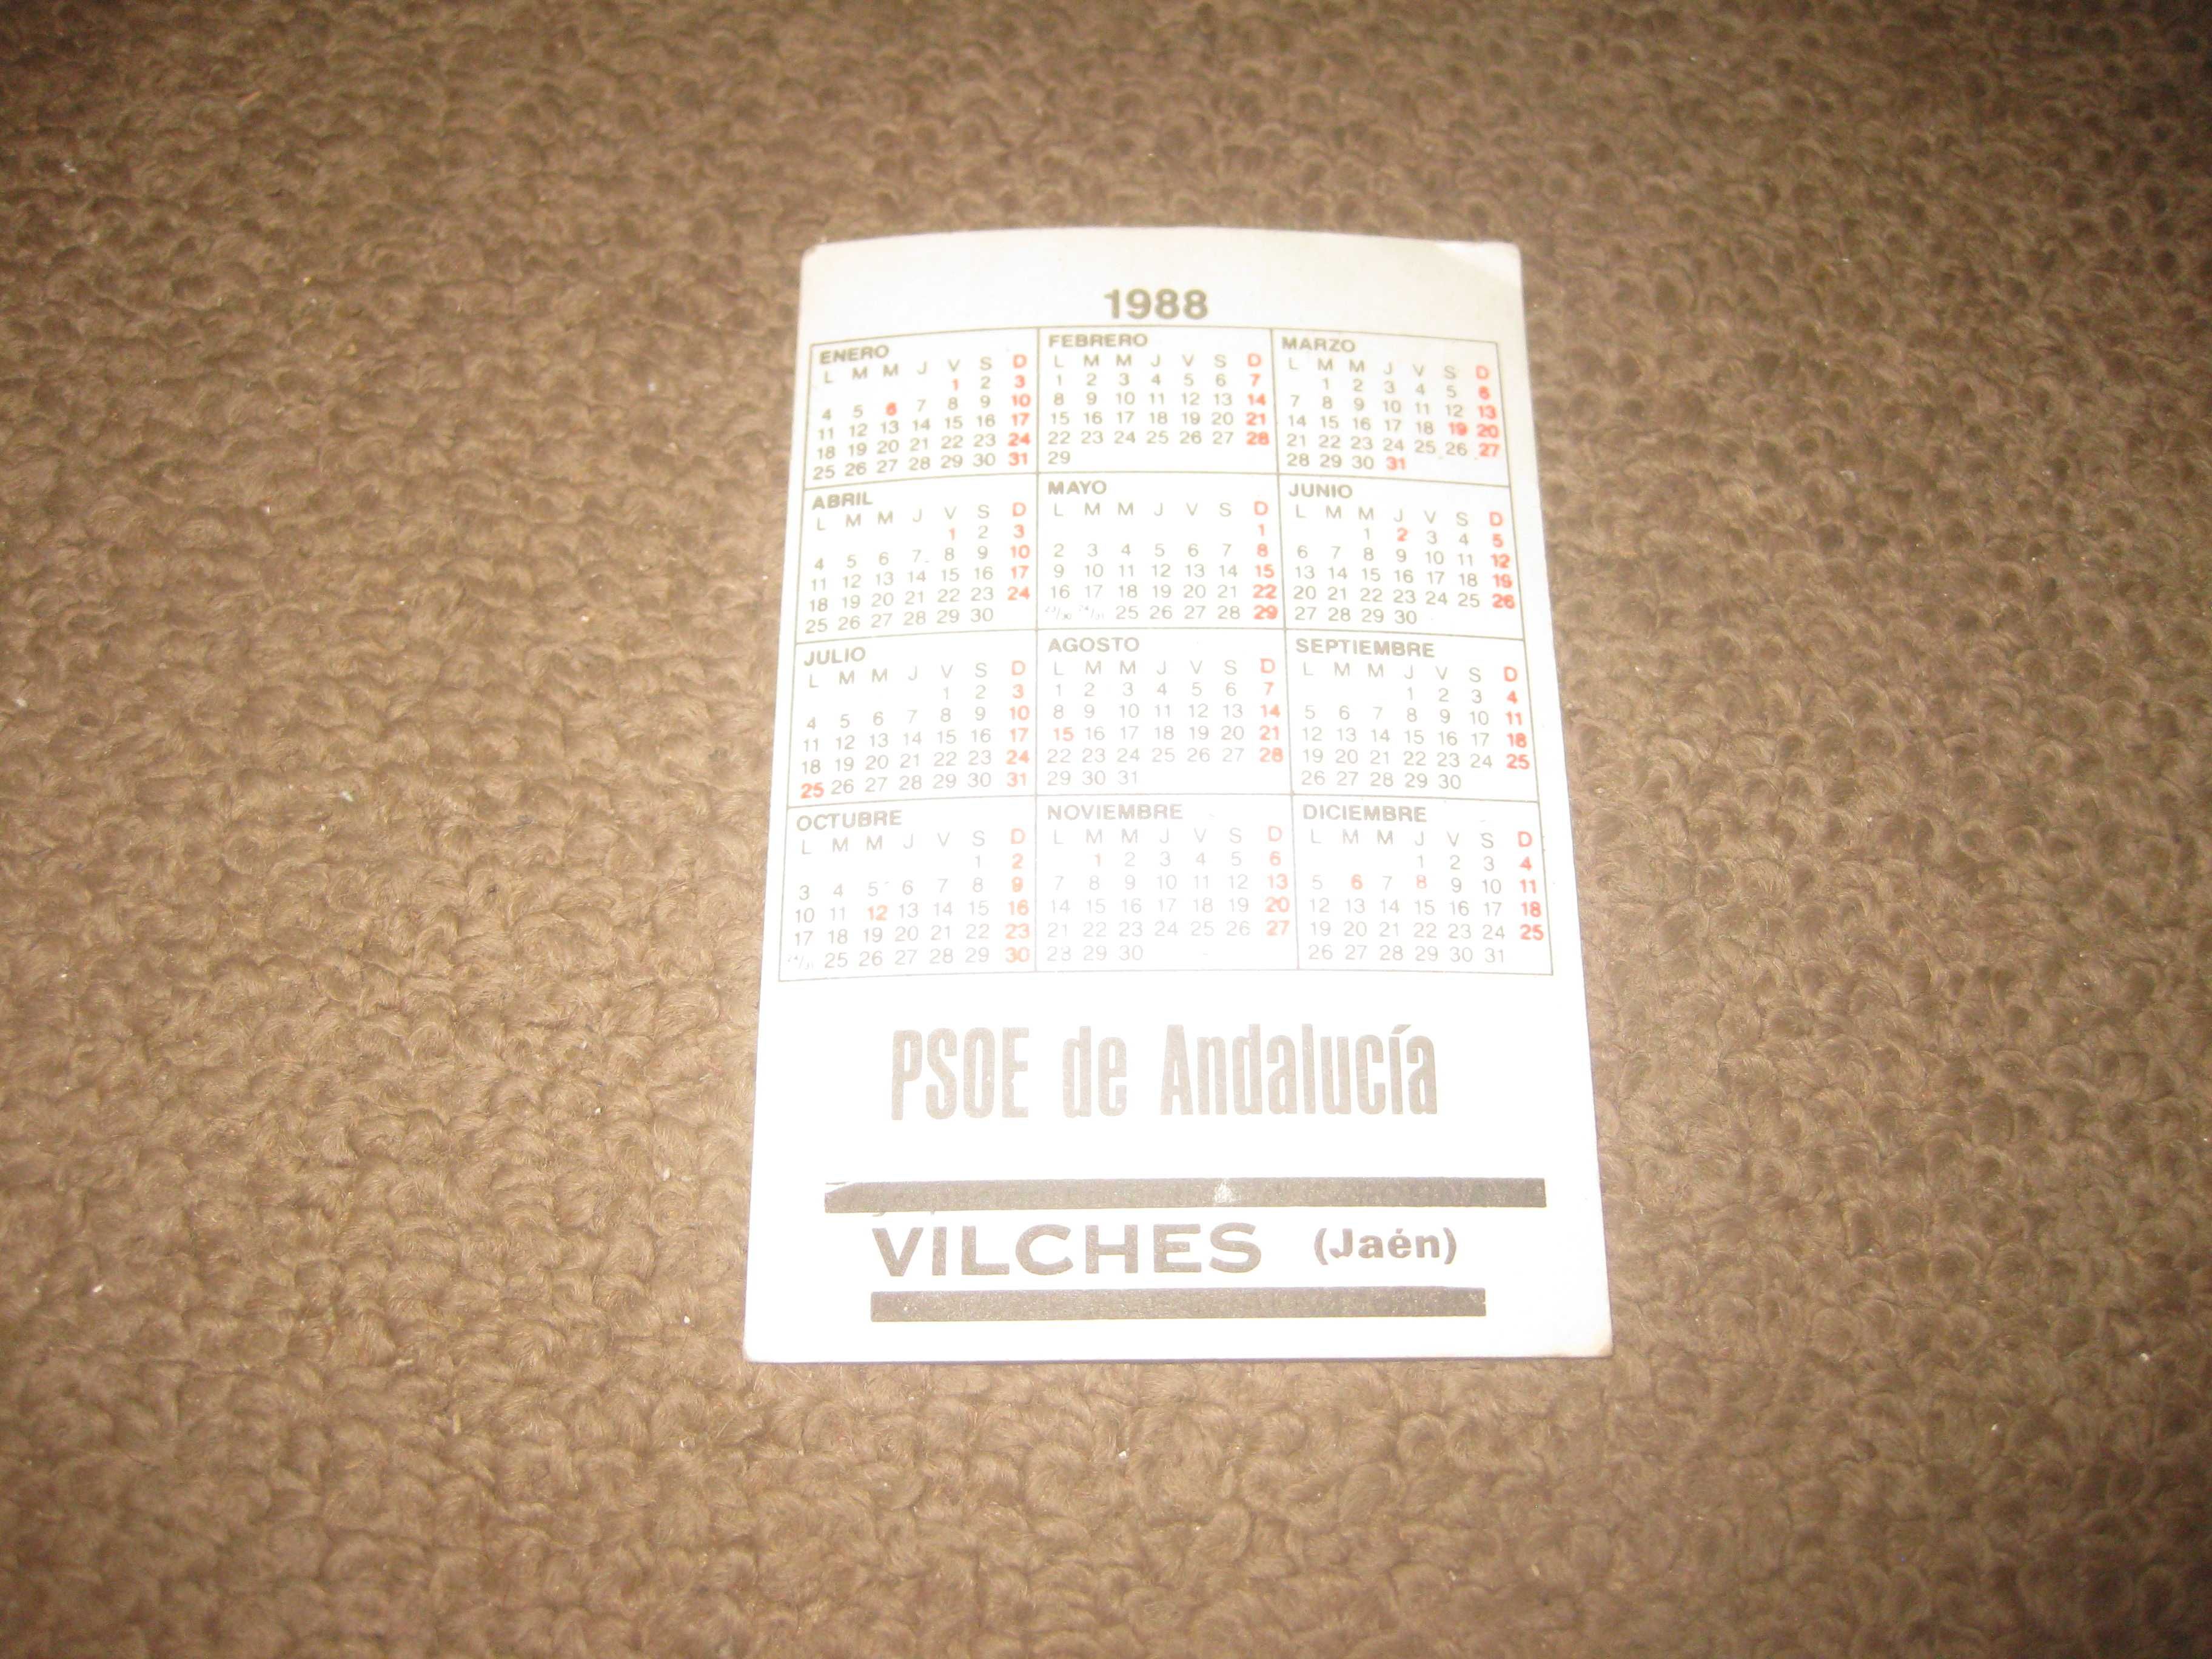 1988
ENERO
L M M J V S D
1 2 3
4 5 6 7 8 9 10
11 12 13 14 15 16 17
18 19 20 21 22 23 24
25 26 27 28 29 30 31
FEBRERO
L M M J V S D
1 2 3 4 5 6 7
8 9 10 11 12 13 14
15 16 17 18 19 20 21
22 23 24 25 26 27 28
29
MARZO
L M M J V S D
1 2 3 4 5 6
7 8 9 10 11 12 13
14 15 16 17 18 19 20
21 22 23 24 25 26 27
28 29 30 31
ABRIL
L M M J V S D
1 2 3
4 5 6 7 8 9 10
11 12 13 14 15 16 17
18 19 20 21 22 23 24
25 26 27 28 29 30
MAYO
L M M J V S D
1
2 3 4 5 6 7 8
9 10 11 12 13 14 15
16 17 18 19 20 21 22
23/30 24/31 25 26 27 28 29
JUNIO
L M M J V S D
1 2 3 4 5
6 7 8 9 10 11 12
13 14 15 16 17 18 19
20 21 22 23 24 25 26
27 28 29 30
JULIO
L M M J V S D
1 2 3
4 5 6 7 8 9 10
11 12 13 14 15 16 17
18 19 20 21 22 23 24
25 26 27 28 29 30 31
AGOSTO
L M M J V S D
1 2 3 4 5 6 7
8 9 10 11 12 13 14
15 16 17 18 19 20 21
22 23 24 25 26 27 28
29 30 31
SEPTIEMBRE
L M M J V S D
1 2 3 4
5 6 7 8 9 10 11
12 13 14 15 16 17 18
19 20 21 22 23 24 25
26 27 28 29 30
OCTUBRE
L M M J V S D
1 2
3 4 5 6 7 8 9
10 11 12 13 14 15 16
17 18 19 20 21 22 23
24/31 25 26 27 28 29 30
NOVIEMBRE
L M M J V S D
1 2 3 4 5 6
7 8 9 10 11 12 13
14 15 16 17 18 19 20
21 22 23 24 25 26 27
28 29 30
DICIEMBRE
L M M J V S D
1 2 3 4
5 6 7 8 9 10 11
12 13 14 15 16 17 18
19 20 21 22 23 24 25
26 27 28 29 30 31
PSOE de Andalucía
VILCHES (Jaén)